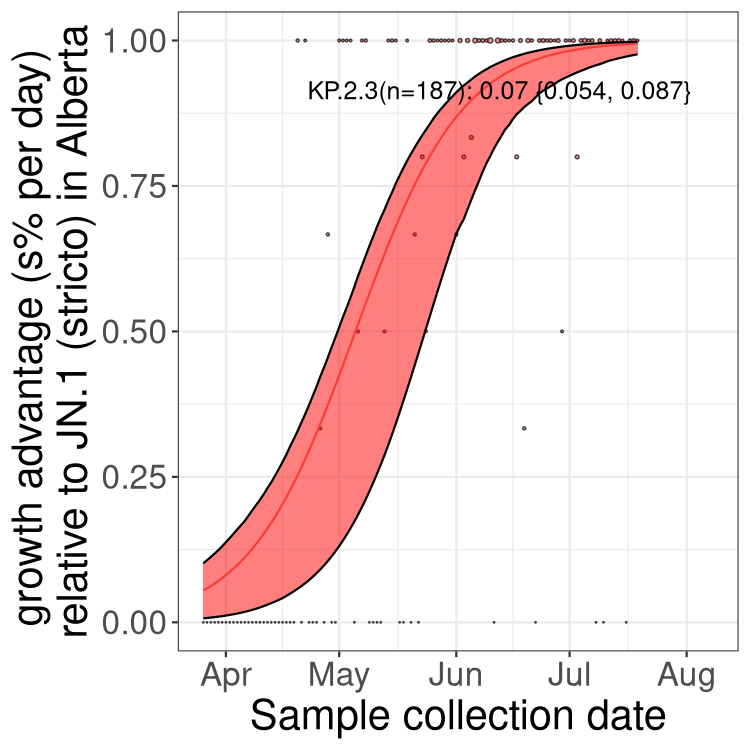 growth advantage (s% per day)
relative to JN.1 (stricto) in Alberta
1.00
0.75
0.50
0.25
0.00
KP.2.3(n=187): 0.07 {0.054, 0.087}
Apr May Jun Jul Aug
Sample collection date